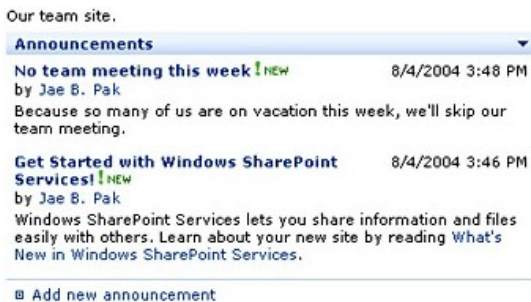 Our team site.
Announcements
No team meeting this week ! NEW 8/4/2004 3:48 PM
by Jae B. Pak
Because so many of us are on vacation this week, we'll skip our
team meeting.
Get Started with Windows SharePoint 8/4/2004 3:46 PM
Services! ! NEW
by Jae B. Pak
Windows SharePoint Services lets you share information and files
easily with others. Learn about your new site by reading What's
New in Windows SharePoint Services.
Add new announcement